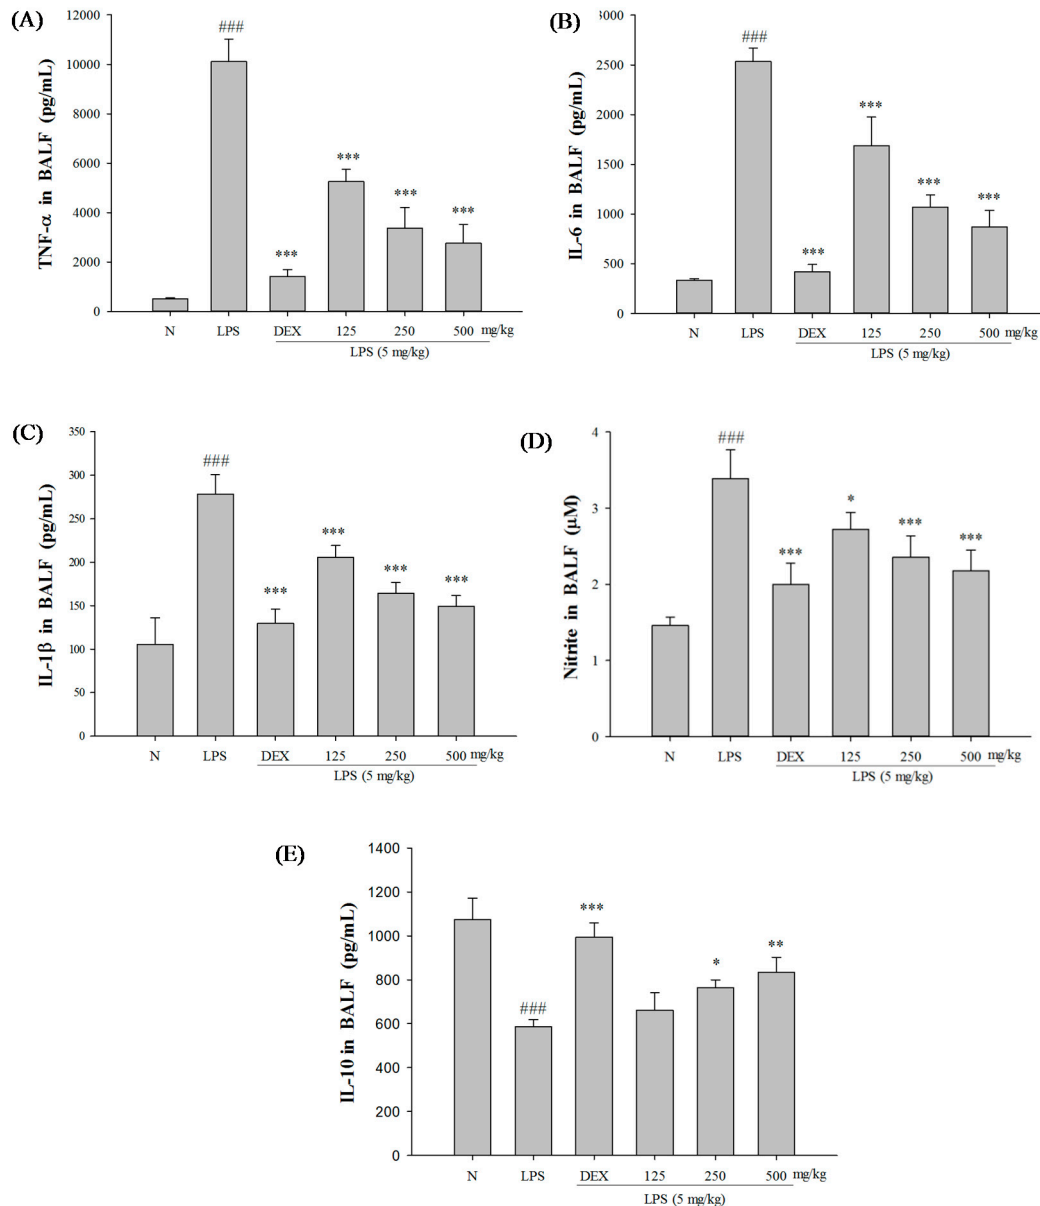 (A)
TNF-α in BALF (pg/mL)
12000
10000
8000
6000
4000
2000
0
###
***
***
***
***
N LPS DEX 125 250 500 mg/kg
LPS (5 mg/kg)
(B)
IL-6 in BALF (pg/mL)
3000
2500
2000
1500
1000
500
0
###
***
***
***
***
N LPS DEX 125 250 500 mg/kg
LPS (5 mg/kg)
(C)
IL-1β in BALF (pg/mL)
350
300
250
200
150
100
50
0
###
***
***
***
***
N LPS DEX 125 250 500 mg/kg
LPS (5 mg/kg)
(D)
Nitrite in BALF (μM)
4
3
2
1
0
###
***
*
***
***
N LPS DEX 125 250 500 mg/kg
LPS (5 mg/kg)
(E)
IL-10 in BALF (pg/mL)
1400
1200
1000
800
600
400
200
0
###
***
*
**
N LPS DEX 125 250 500 mg/kg
LPS (5 mg/kg)